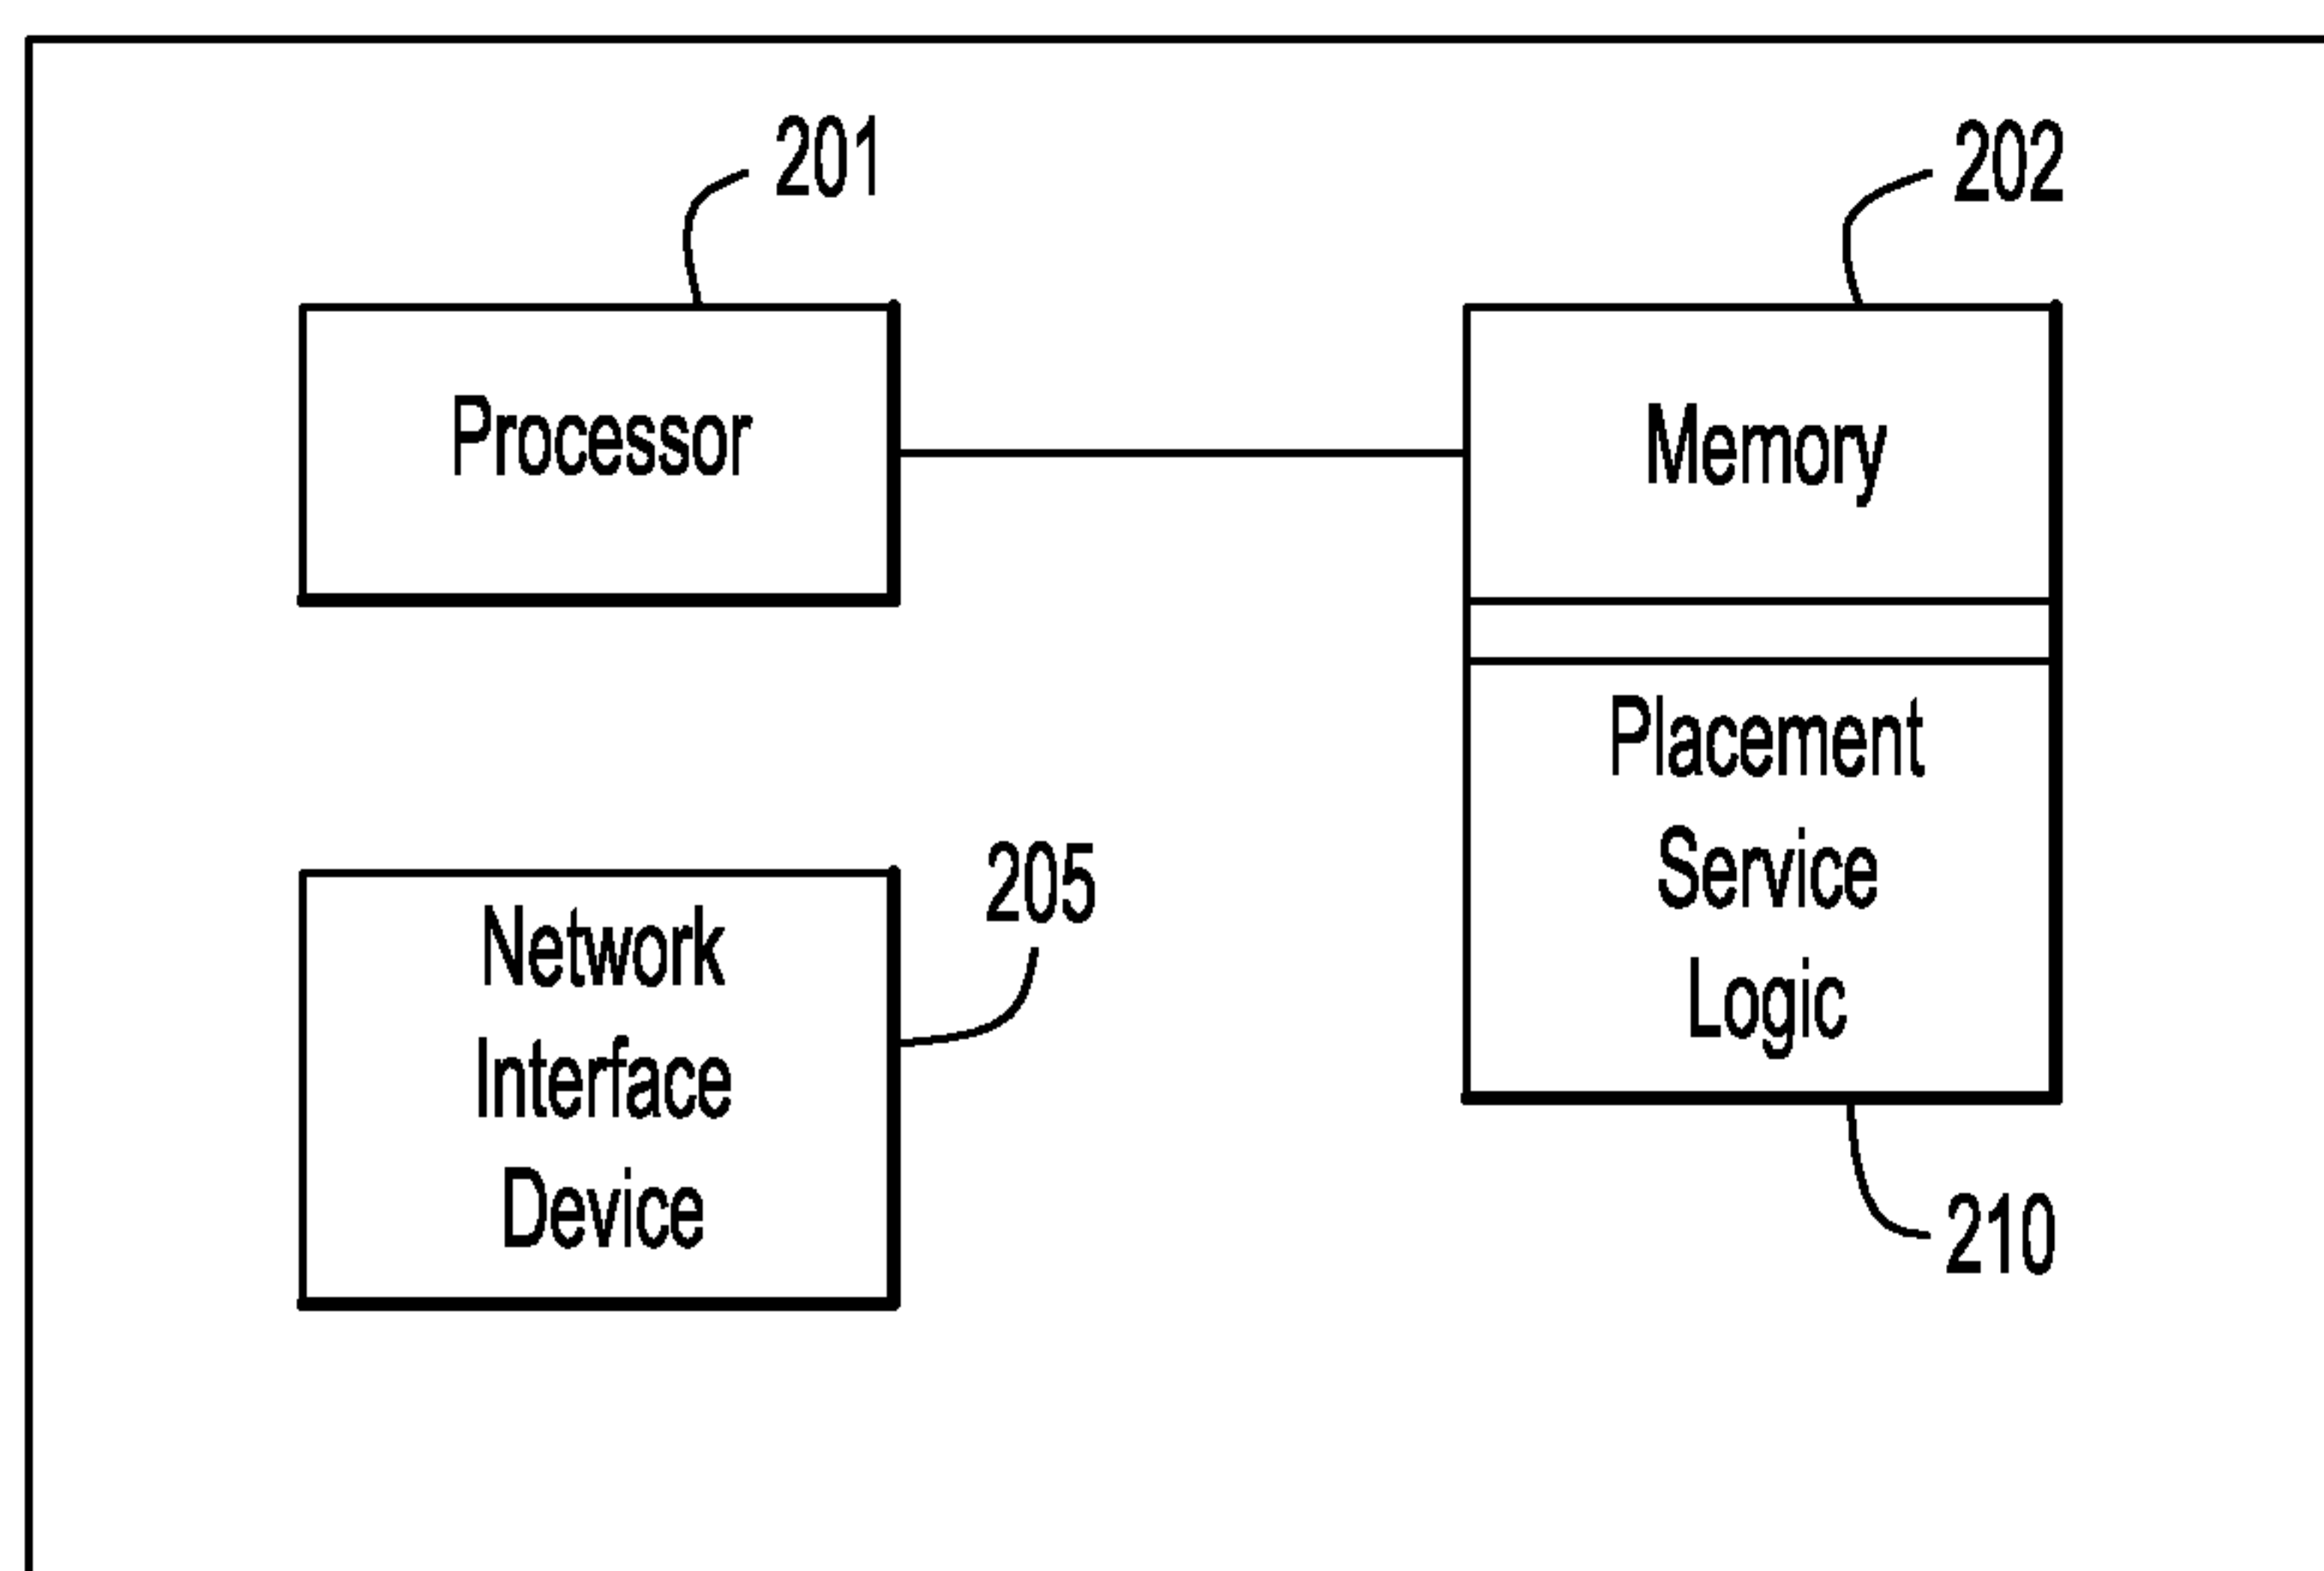 201
202
Processor
Memory
Placement
Service
Logic
205
Network
Interface
Device
210